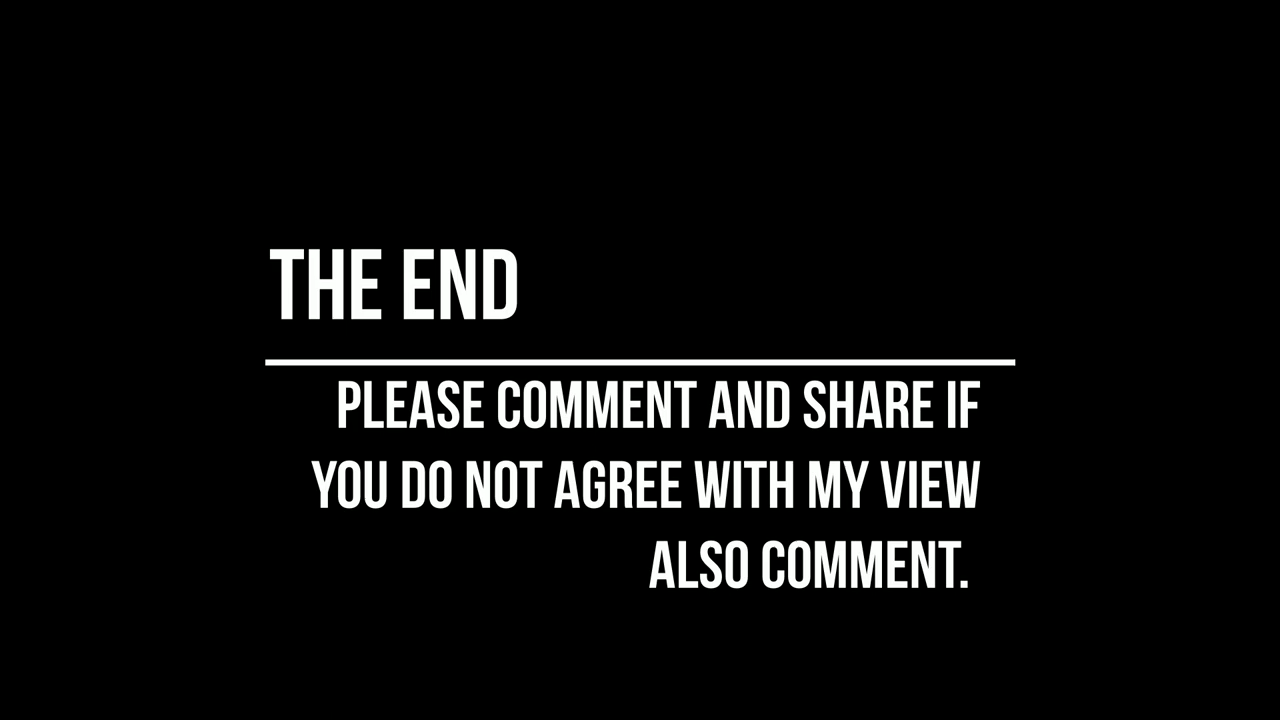 THE END
PLEASE COMMENT AND SHARE IF
YOU DO NOT AGREE WITH MY VIEW
ALSO COMMENT.